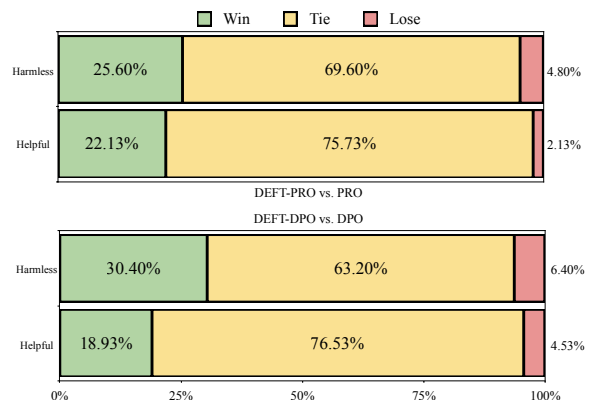 Win Tie Lose
Harmless 25.60% 69.60% 4.80%
Helpful 22.13% 75.73% 2.13%
DEFT-PRO vs. PRO
DEFT-DPO vs. DPO
Harmless 30.40% 63.20% 6.40%
Helpful 18.93% 76.53% 4.53%
0% 25% 50% 75% 100%